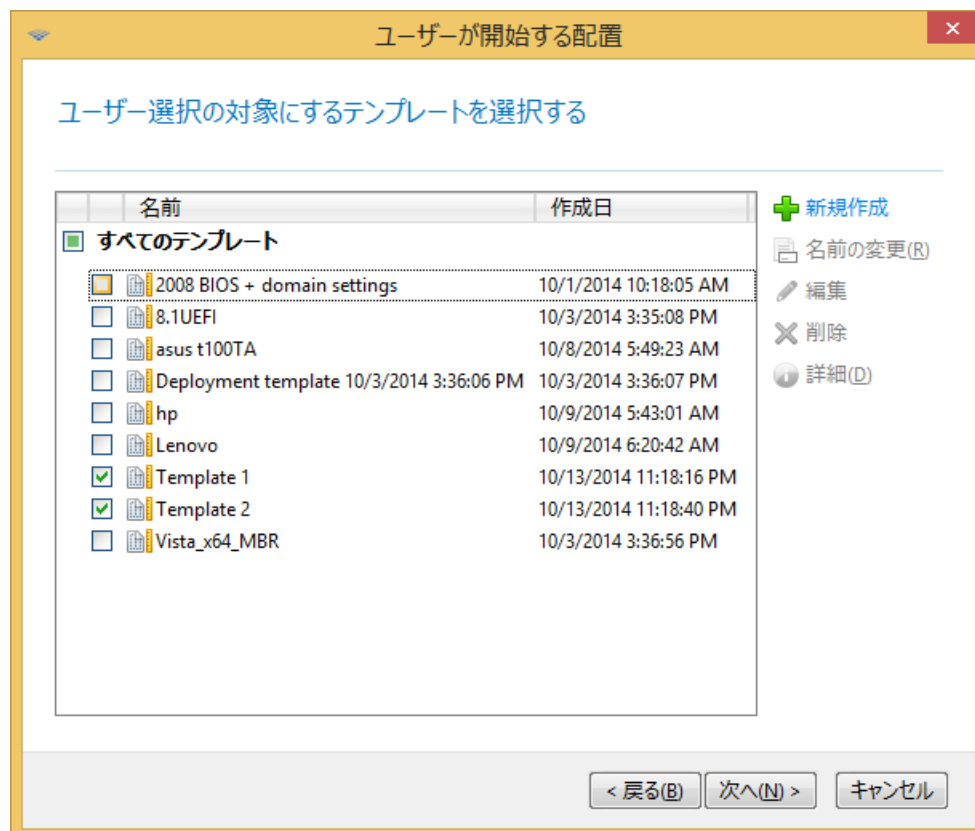 ユーザーが開始する配置
ユーザー選択の対象にするテンプレートを選択する
名前 作成日
すべてのテンプレート
2008 BIOS + domain settings 10/1/2014 10:18:05 AM
8.1UEFI 10/3/2014 3:35:08 PM
asus t100TA 10/8/2014 5:49:23 AM
Deployment template 10/3/2014 3:36:06 PM 10/3/2014 3:36:07 PM
hp 10/9/2014 5:43:01 AM
Lenovo 10/9/2014 6:20:42 AM
Template 1 10/13/2014 11:18:16 PM
Template 2 10/13/2014 11:18:40 PM
Vista_x64_MBR 10/3/2014 3:36:56 PM
新規作成
名前の変更(R)
編集
削除
詳細(D)
< 戻る(B) 次へ(N) > キャンセル